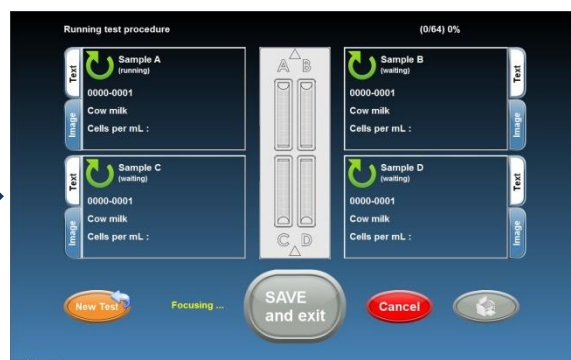 Running test procedure
(0/64) 0%
Text
Image
Sample A
(running)
0000-0001
Cow milk
Cells per mL :
A B
Sample B
(waiting)
0000-0001
Cow milk
Cells per mL :
Text
Image
Text
Image
Sample C
(waiting)
0000-0001
Cow milk
Cells per mL :
C D
Sample D
(waiting)
0000-0001
Cow milk
Cells per mL :
Text
Image
New Test
Focusing ...
SAVE
and exit
Cancel